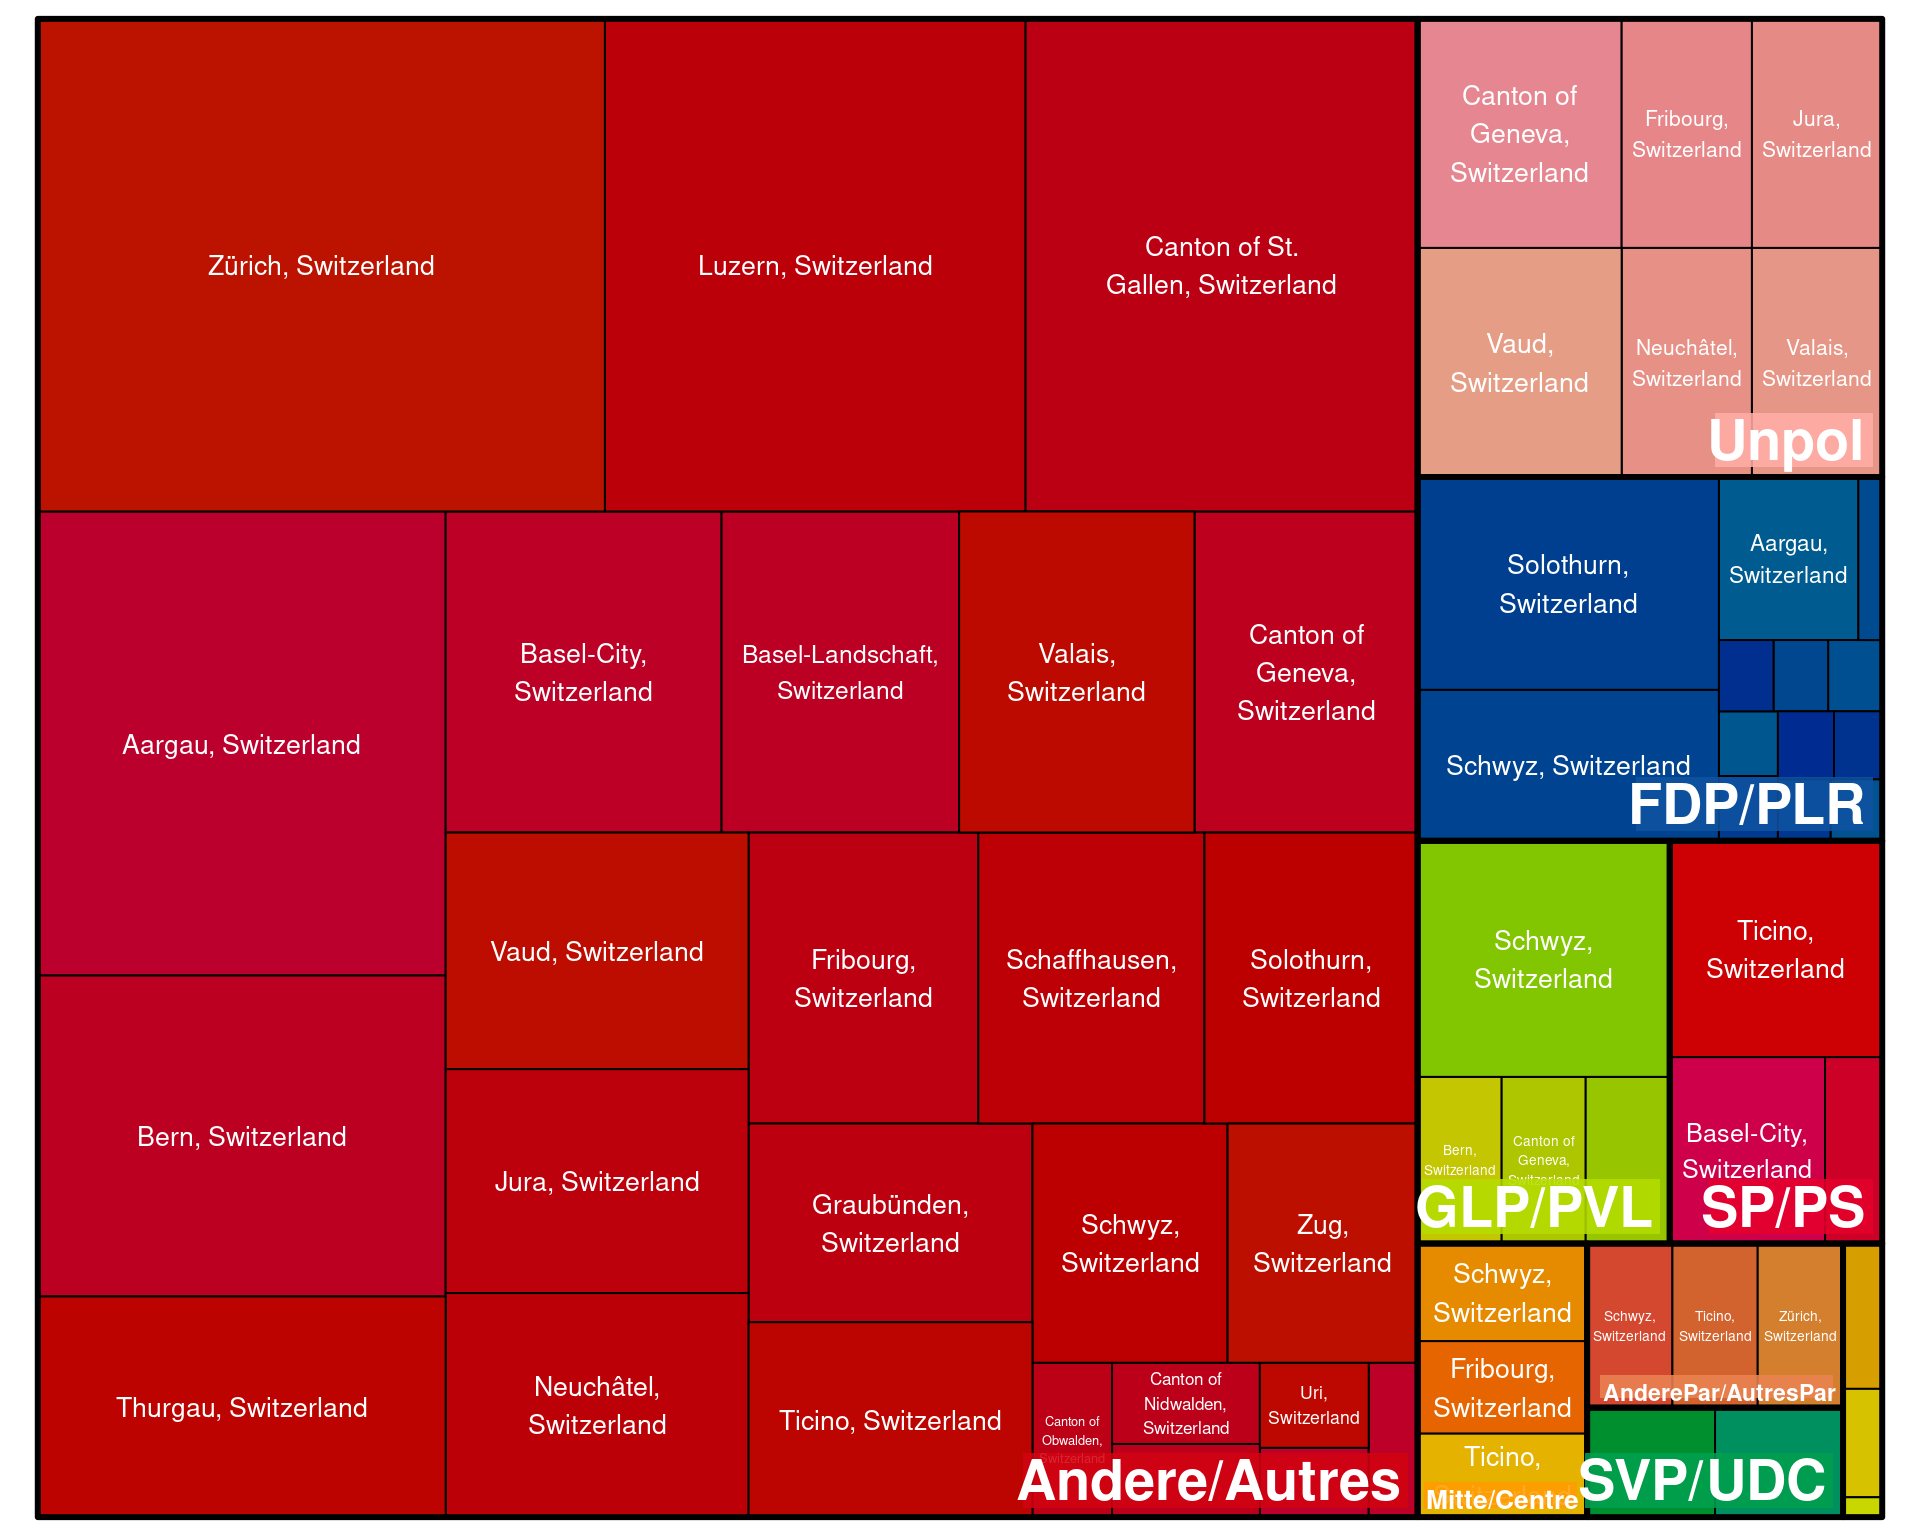 Zürich, Switzerland
Luzern, Switzerland
Canton of St.
Gallen, Switzerland
Aargau, Switzerland
Basel-City,
Switzerland
Basel-Landschaft,
Switzerland
Valais,
Switzerland
Canton of
Geneva,
Switzerland
Bern, Switzerland
Vaud, Switzerland
Fribourg,
Switzerland
Schaffhausen,
Switzerland
Solothurn,
Switzerland
Jura, Switzerland
Graubünden,
Switzerland
Schwyz,
Switzerland
Zug,
Switzerland
Thurgau, Switzerland
Neuchâtel,
Switzerland
Ticino, Switzerland
Canton of
Obwalden,
Switzerland
Canton of
Nidwalden,
Switzerland
Uri,
Switzerland
Andere/Autres
Canton of
Geneva,
Switzerland
Fribourg,
Switzerland
Jura,
Switzerland
Vaud,
Switzerland
Neuchâtel,
Switzerland
Valais,
Switzerland
Unpol
Solothurn,
Switzerland
Aargau,
Switzerland
Schwyz, Switzerland
FDP/PLR
Schwyz,
Switzerland
Bern,
Switzerland
Canton of
Geneva,
Switzerland
GLP/PVL
Ticino,
Switzerland
Basel-City,
Switzerland
SP/PS
Schwyz,
Switzerland
Fribourg,
Switzerland
Ticino,
Mitte/Centre
Schwyz,
Switzerland
Ticino,
Switzerland
Zürich,
Switzerland
AnderePar/AutresPar
SVP/UDC